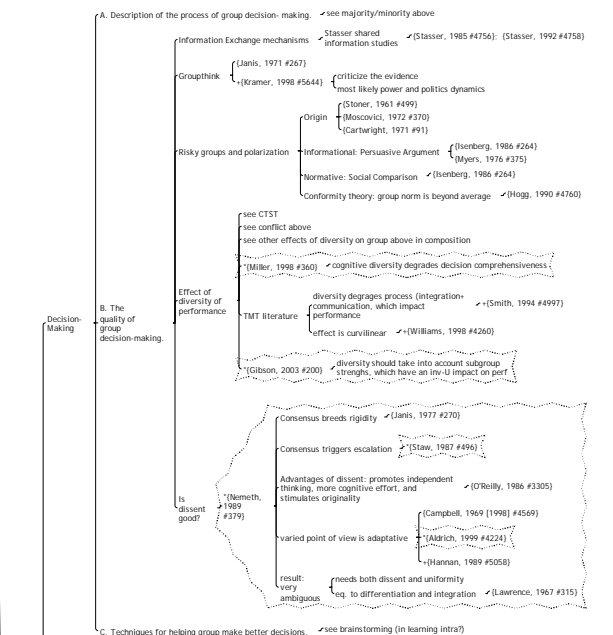 A. Description of the process of group decision- making.
see majority/minority above
Information Exchange mechanisms
Stasser shared
information studies
{Stasser, 1985 #4756}; {Stasser, 1992 #4758}
Groupthink
{Janis, 1971 #267}
+{Kramer, 1998 #5644}
criticize the evidence
most likely power and politics dynamics
Risky groups and polarization
Origin
{Stoner, 1961 #499}
{Moscovici, 1972 #370}
{Cartwright, 1971 #91}
Informational: Persuasive Argument
{Isenberg, 1986 #264}
{Myers, 1976 #375}
Normative: Social Comparison
{Isenberg, 1986 #264}
Conformity theory: group norm is beyond average
{Hogg, 1990 #4760}
Decision-
Making
B. The
quality of
group
decision-making.
Effect of
diversity of
performance
see CTST
see conflict above
see other effects of diversity on group above in composition
*{Miller, 1998 #360}
cognitive diversity degrades decision comprehensiveness
TMT literature
diversity degrages process (integration+
communication, which impact
performance
+{Smith, 1994 #4997}
effect is curvilinear
+{Williams, 1998 #4260}
*{Gibson, 2003 #200}
diversity should take into account subgroup
strenghs, which have an inv-U impact on perf
Is
dissent
good?
*{Nemeth,
1989
#379}
Consensus breeds rigidity
{Janis, 1977 #270}
Consensus triggers escalation
*{Staw, 1987 #496}
Advantages of dissent: promotes independent
thinking, more cognitive effort, and
stimulates originality
{O'Reilly, 1986 #3305}
varied point of view is adaptative
{Campbell, 1969 [1998] #4569}
*{Aldrich, 1999 #4224}
+{Hannan, 1989 #5058}
result:
very
ambiguous
needs both dissent and uniformity
eq. to differentiation and integration
{Lawrence, 1967 #315}
C. Techniques for helping group make better decisions.
see brainstorming (in learning intra?)